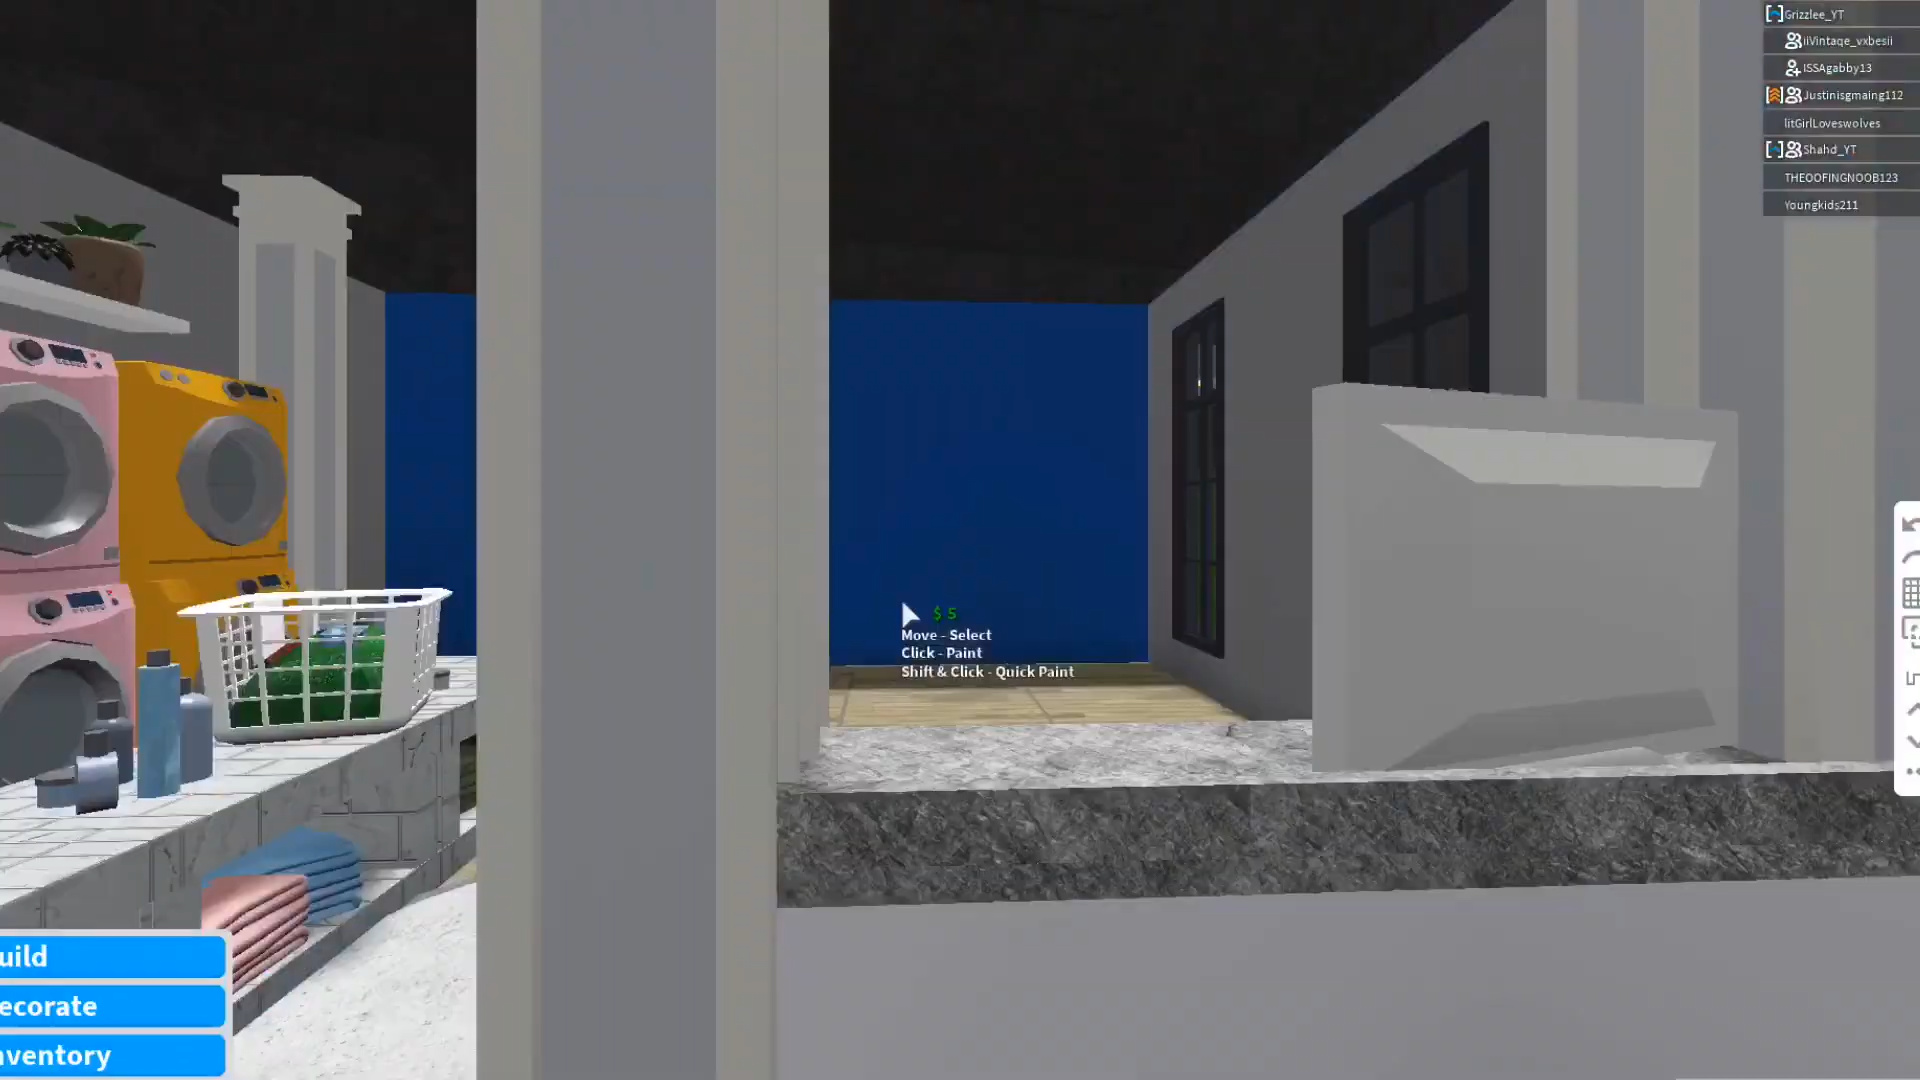 Grizzlee_YT
iiVintaqe_vxbesii
ISSAgabby13
Justinisgmaing112
litGirlLoveswolves
Shahd_YT
THEOOFINGNOOB123
Youngkids211
$ 5
Move - Select
Click - Paint
Shift & Click - Quick Paint
uild
ecorate
nventory